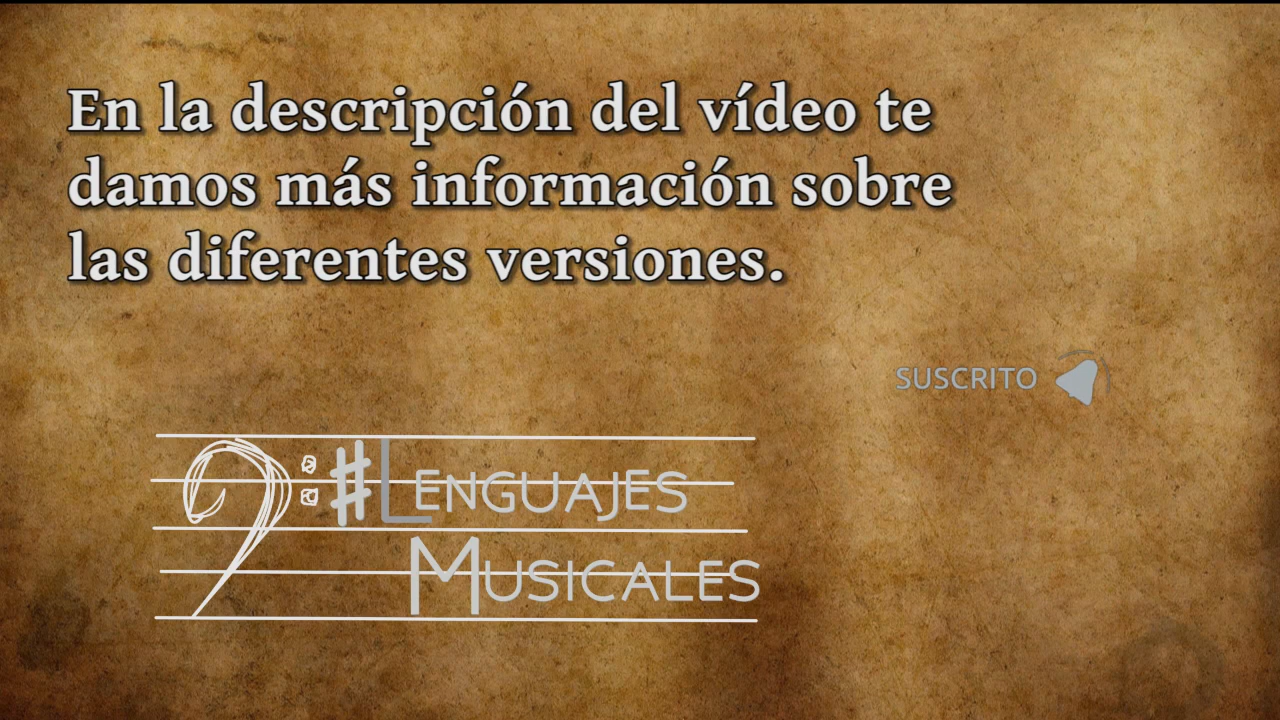 En la descripción del vídeo te
damos más información sobre
las diferentes versiones.
SUSCRITO
#LENGUAJES
MUSICALES